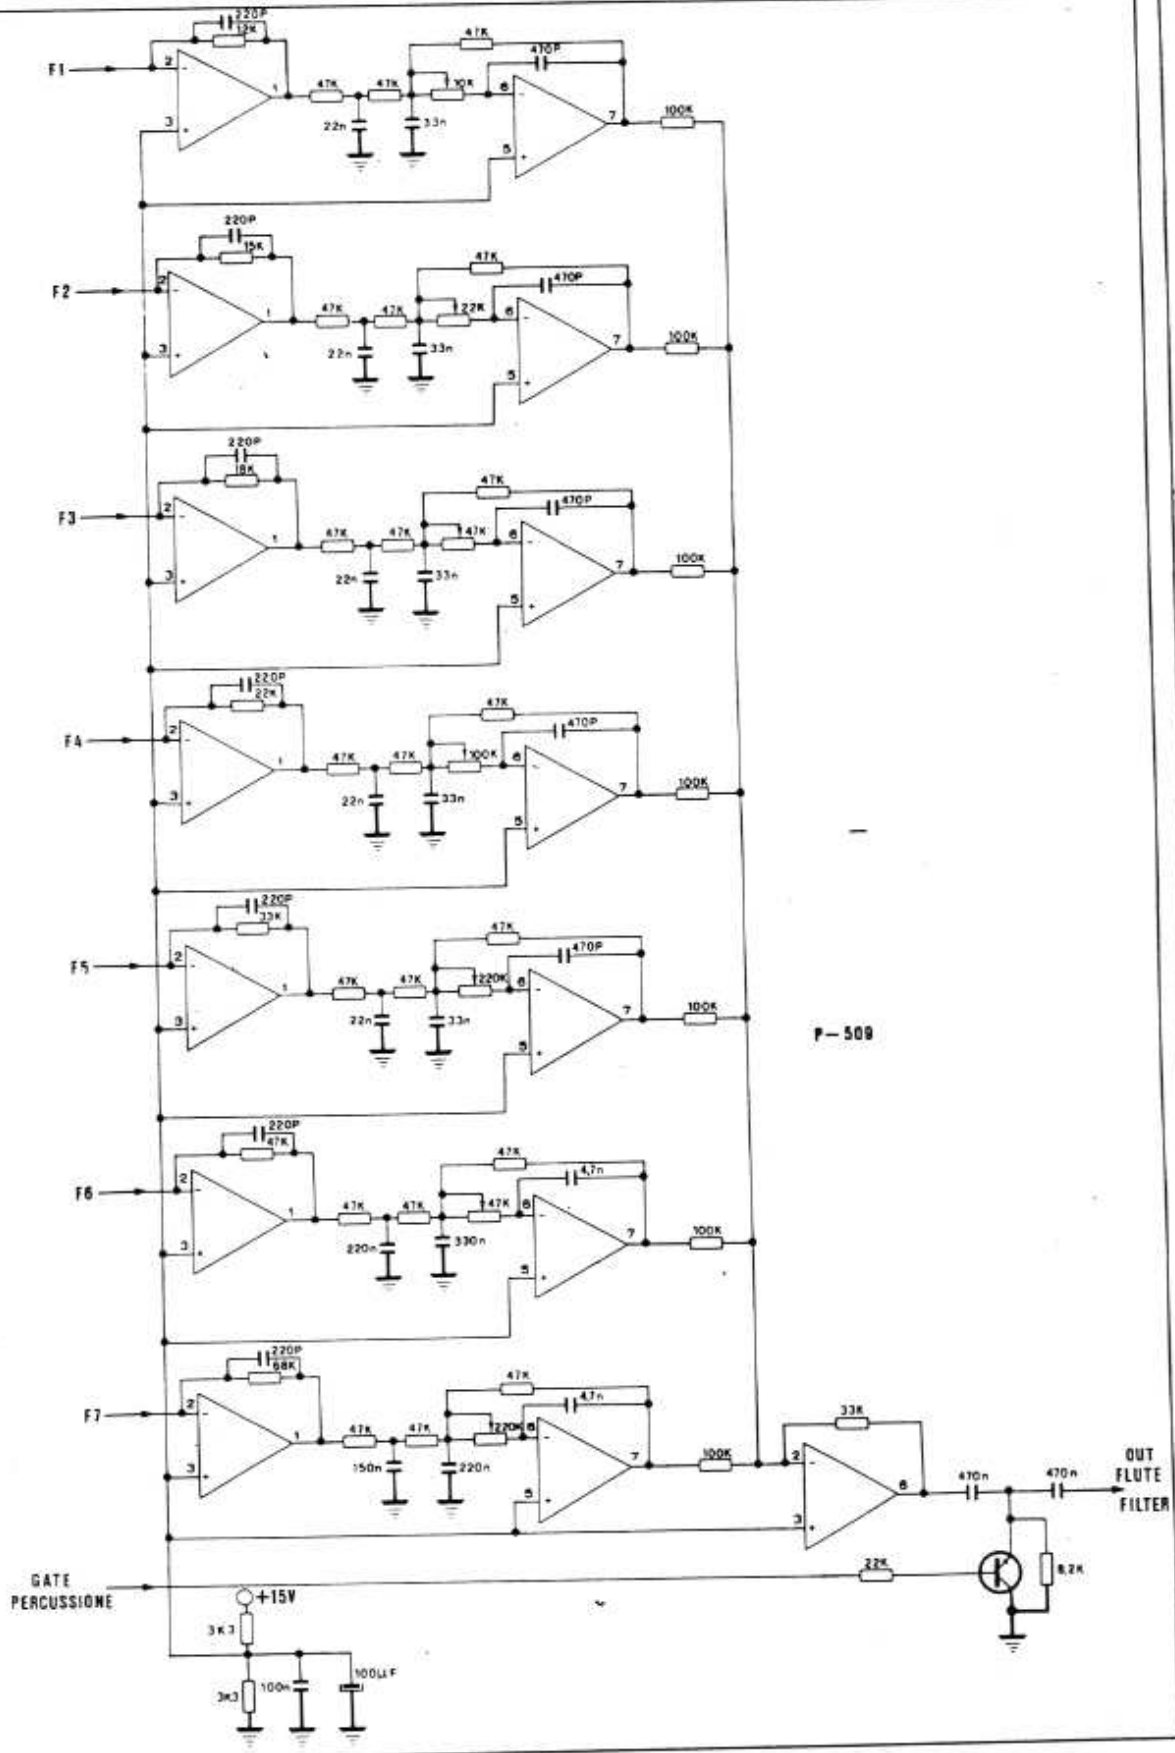 220P
12K
47K
470P
F1
2
-
1
47K
47K
10K
6
-
7
100K
3
+
22n
33n
5
+
220P
15K
47K
470P
F2
2
-
1
47K
47K
22K
6
-
7
100K
3
+
22n
33n
5
+
220P
18K
47K
470P
F3
2
-
1
47K
47K
47K
6
-
7
100K
3
+
22n
33n
5
+
220P
22K
47K
470P
F4
2
-
1
47K
47K
100K
6
-
7
100K
3
+
22n
33n
5
+
220P
33K
47K
470P
F5
2
-
1
47K
47K
220K
6
-
7
100K
3
+
22n
33n
5
+
P-509
220P
47K
47K
4,7n
F6
2
-
1
47K
47K
47K
6
-
7
100K
3
+
220n
330n
5
+
220P
68K
47K
4,7n
F7
2
-
1
47K
47K
220K
6
-
7
100K
3
+
150n
220n
5
+
33K
2
-
6
3
+
470n
470n
OUT
FLUTE
FILTER
GATE
PERCUSSIONE
22K
8,2K
+15V
3K3
3K3
100n
100µF